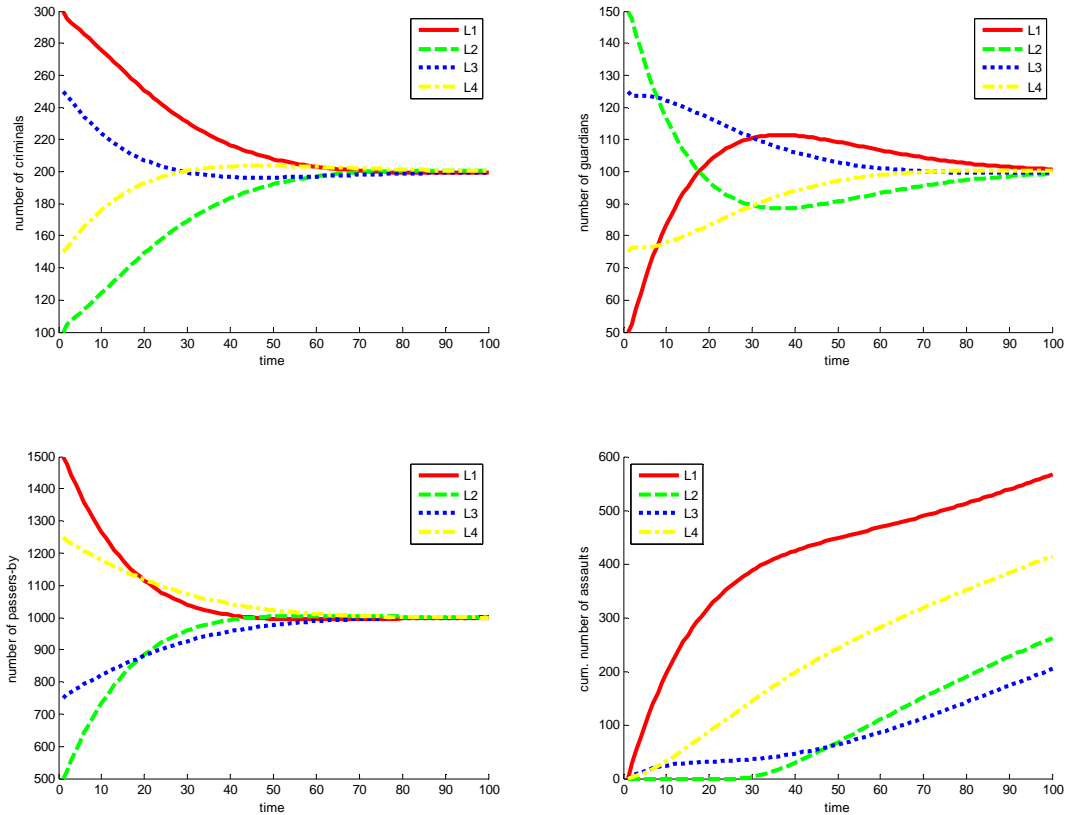 number of criminals
300
280
260
240
220
200
180
160
140
120
100
0 10 20 30 40 50 60 70 80 90 100
time
L1
L2
L3
L4
number of guardians
150
140
130
120
110
100
90
80
70
60
50
0 10 20 30 40 50 60 70 80 90 100
time
L1
L2
L3
L4
number of passers-by
1500
1400
1300
1200
1100
1000
900
800
700
600
500
0 10 20 30 40 50 60 70 80 90 100
time
L1
L2
L3
L4
cum. number of assaults
600
500
400
300
200
100
0
0 10 20 30 40 50 60 70 80 90 100
time
L1
L2
L3
L4